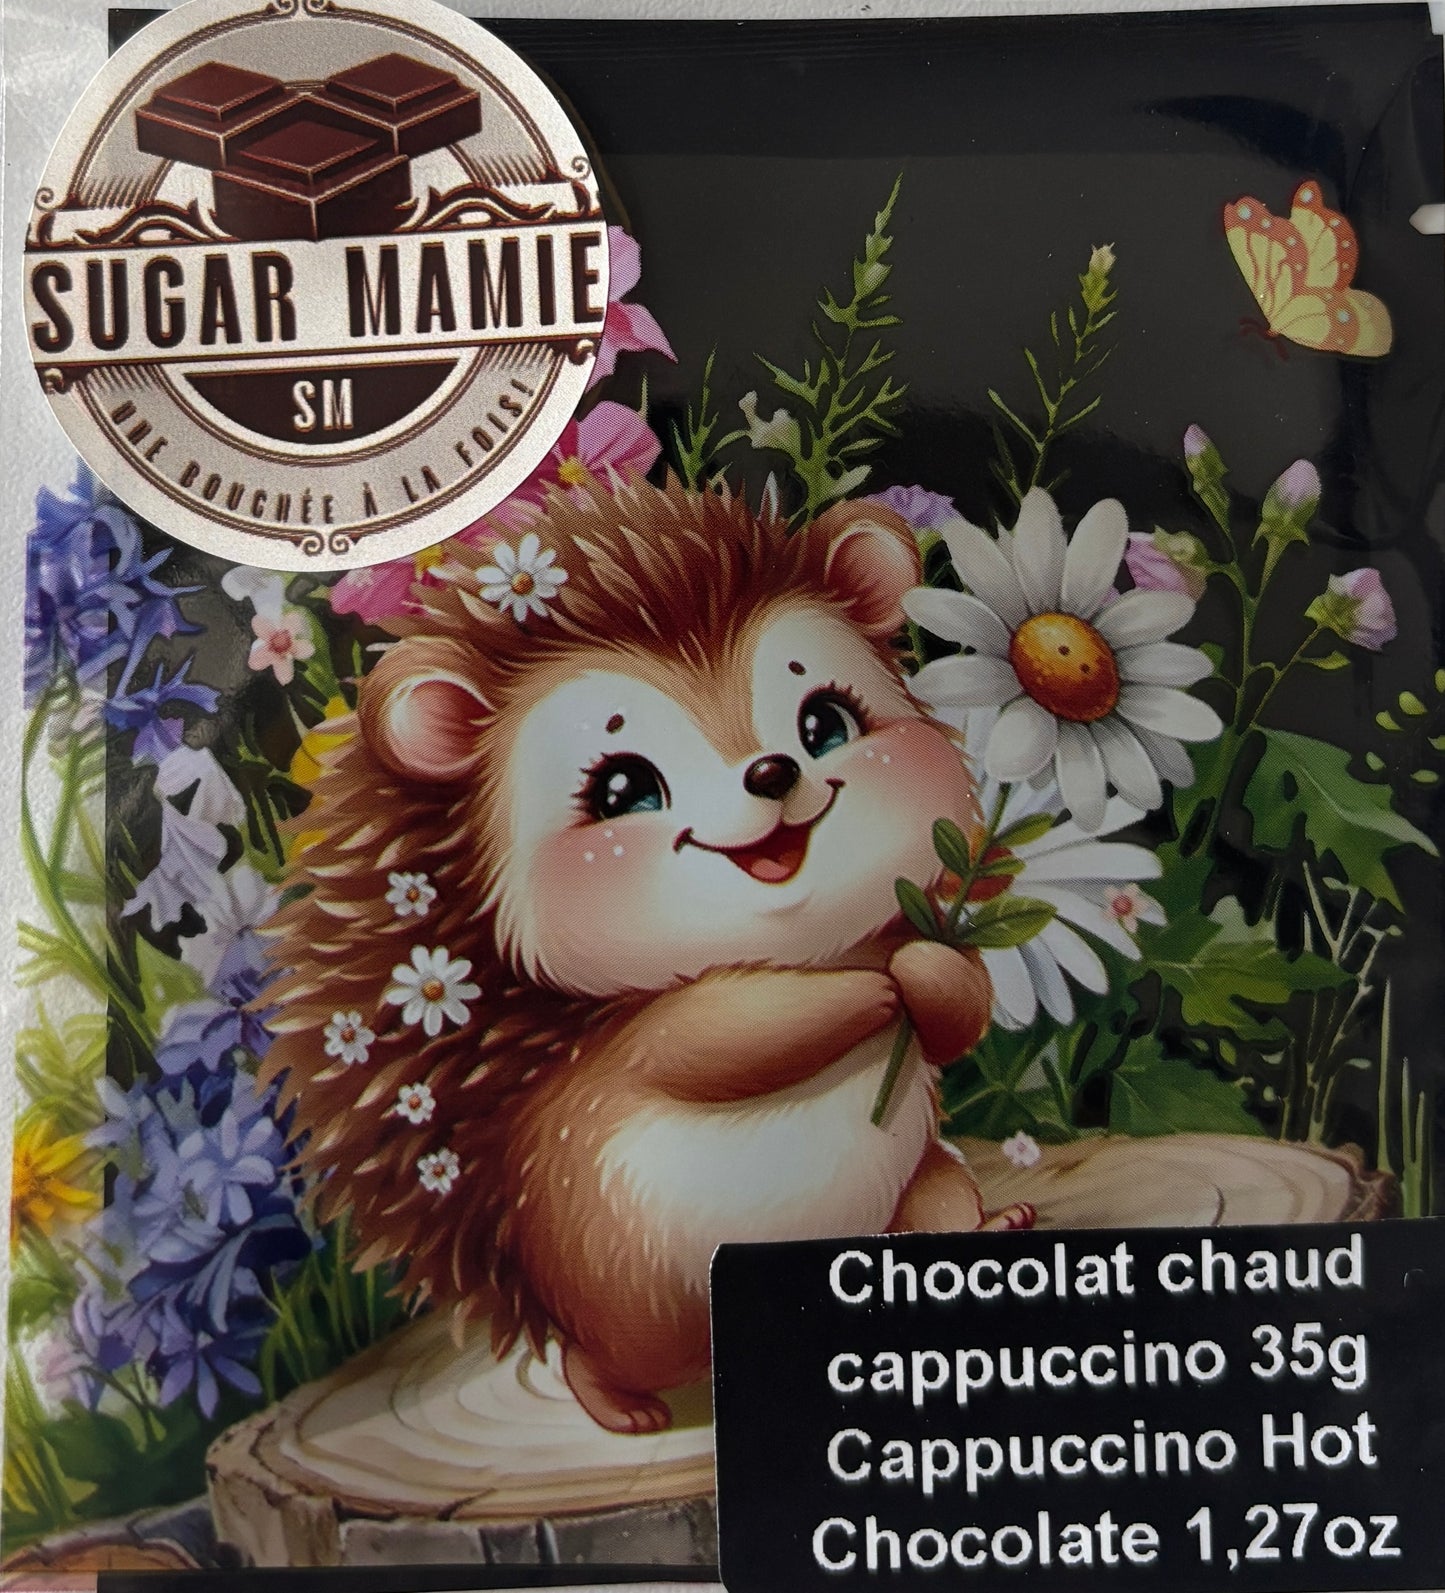 SUGAR MAMIE
SM
UNE BOUCHÉE À LA FOIS!
Chocolat chaud
cappuccino 35g
Cappuccino Hot
Chocolate 1,27oz